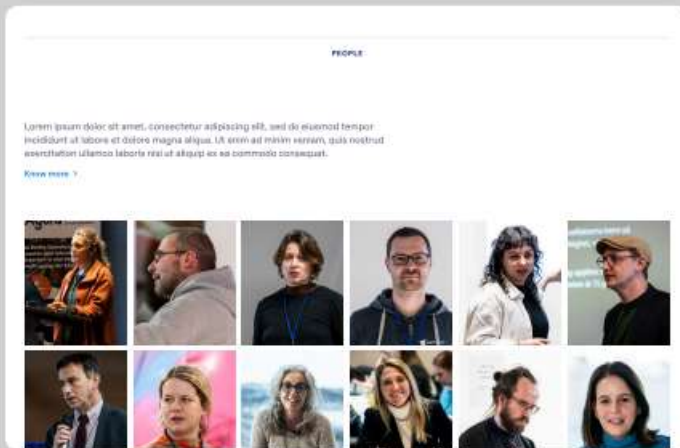 PEOPLE
Lorem ipsum dolor sit amet, consectetur adipiscing elit, sed do eiusmod tempor
incididunt ut labore et dolore magna aliqua. Ut enim ad minim veniam, quis nostrud
exercitation ullamco laboris nisi ut aliquip ex ea commodo consequat.
Know more >